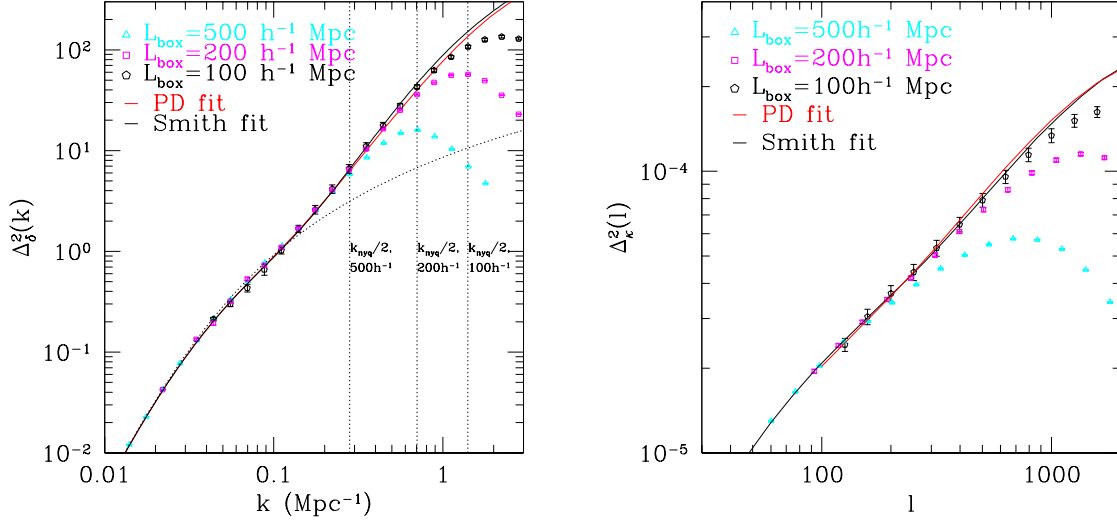 L_box=500 h⁻¹ Mpc
L_box=200 h⁻¹ Mpc
L_box=100 h⁻¹ Mpc
PD fit
Smith fit
10²
10¹
10⁰
10⁻¹
10⁻²
Δ²_δ(k)
k_nyq/2, 500h⁻¹
k_nyq/2, 200h⁻¹
k_nyq/2, 100h⁻¹
0.01 0.1 1
k (Mpc⁻¹)
L_box=500h⁻¹ Mpc
L_box=200h⁻¹ Mpc
L_box=100h⁻¹ Mpc
PD fit
Smith fit
10⁻⁴
10⁻⁵
Δ²_κ(l)
100 1000
l